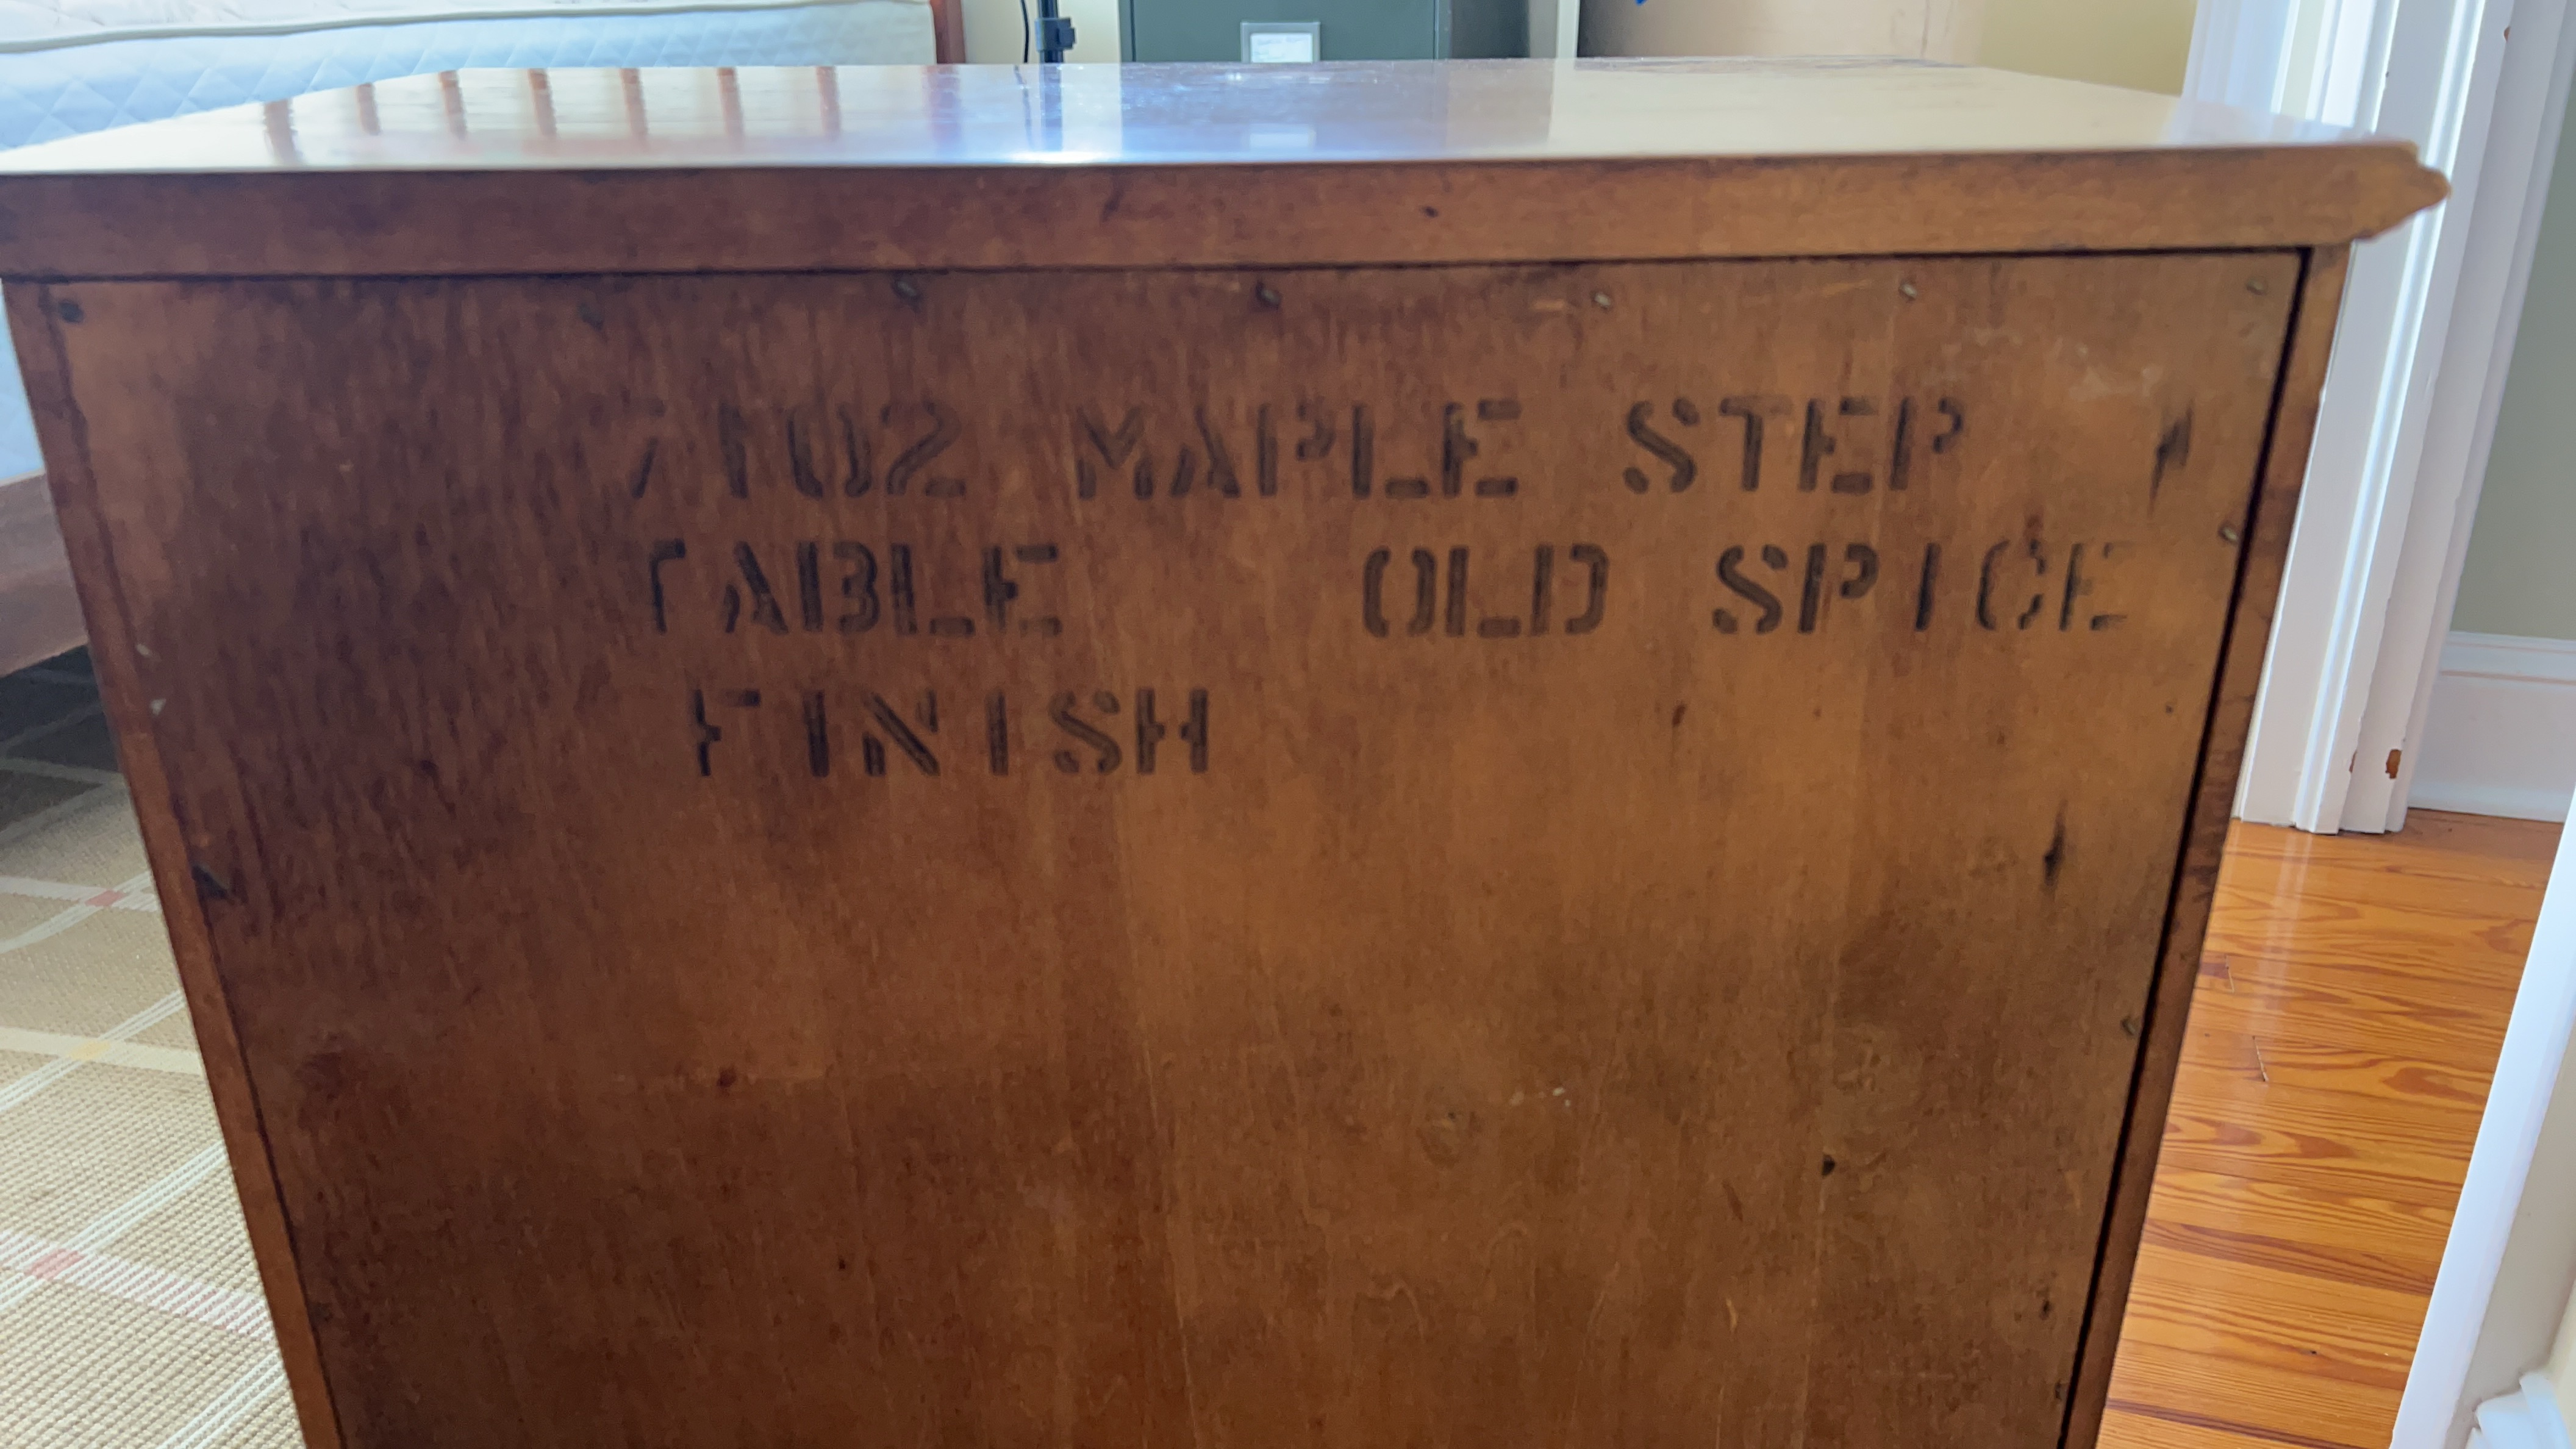 7102 MAPLE STEP
TABLE OLD SPICE
FINISH